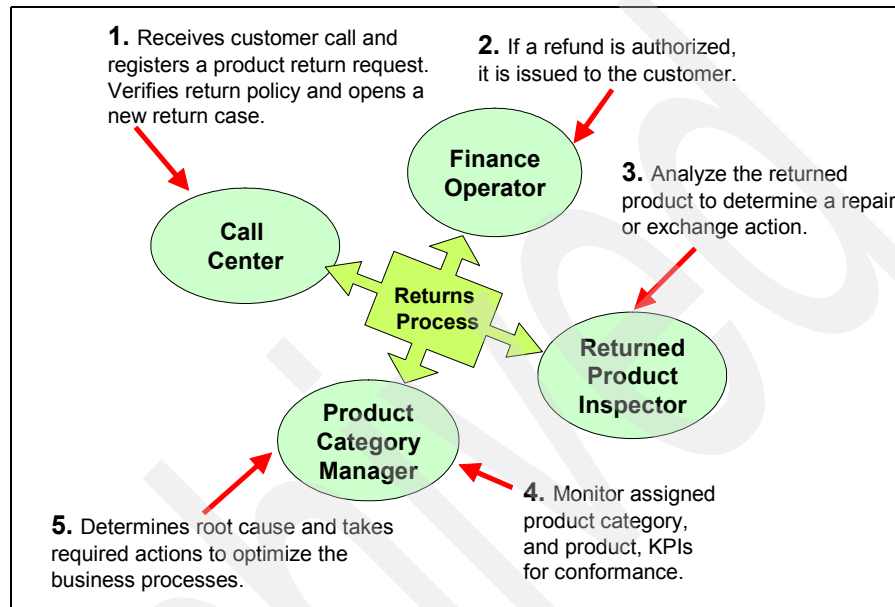 1. Receives customer call and
registers a product return request.
Verifies return policy and opens a
new return case.
2. If a refund is authorized,
it is issued to the customer.
Finance
Operator
3. Analyze the returned
product to determine a repair
or exchange action.
Call
Center
Returns
Process
Returned
Product
Inspector
Product
Category
Manager
4. Monitor assigned
product category,
and product, KPIs
for conformance.
5. Determines root cause and takes
required actions to optimize the
business processes.